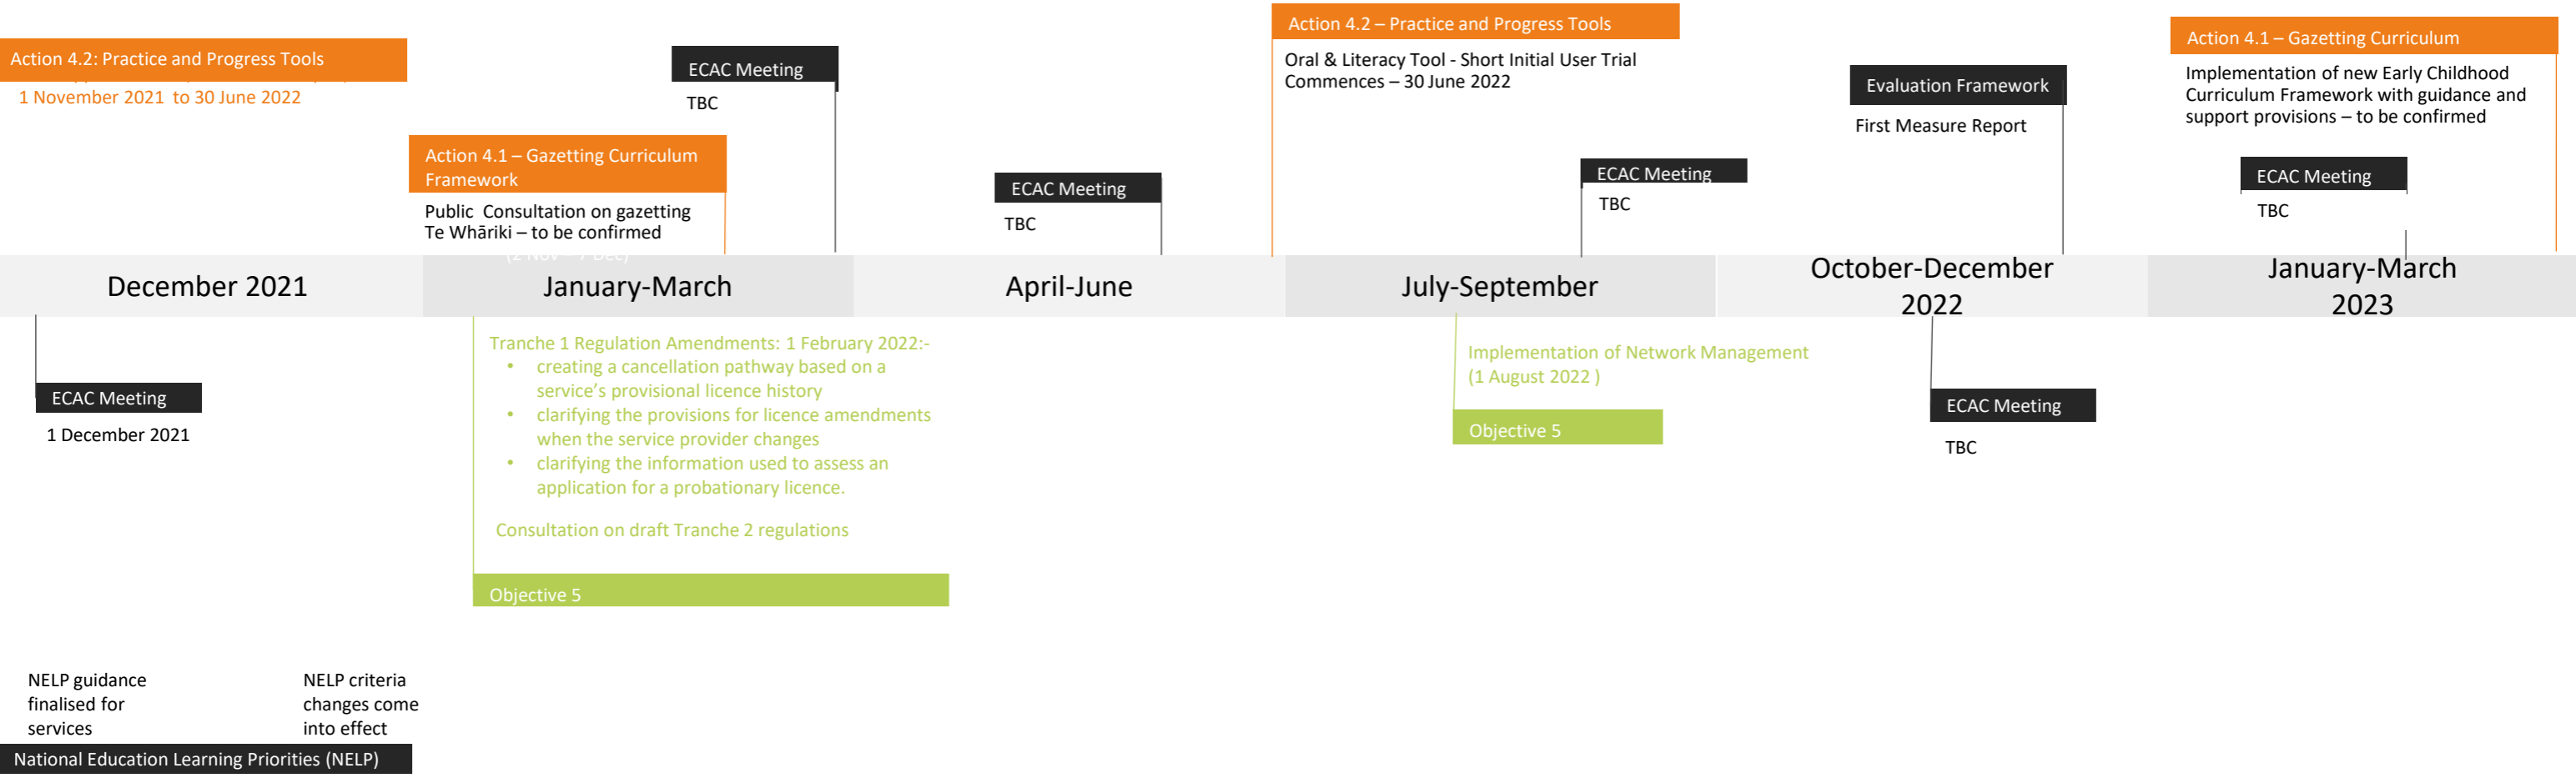 Action 4.2: Practice and Progress Tools
1 November 2021 to 30 June 2022
ECAC Meeting
TBC
Action 4.1 – Gazetting Curriculum
Framework
Public Consultation on gazetting
Te Whāriki – to be confirmed
(2 Nov – 7 Dec)
ECAC Meeting
TBC
Action 4.2 – Practice and Progress Tools
Oral & Literacy Tool - Short Initial User Trial
Commences – 30 June 2022
ECAC Meeting
TBC
Evaluation Framework
First Measure Report
Action 4.1 – Gazetting Curriculum
Implementation of new Early Childhood
Curriculum Framework with guidance and
support provisions – to be confirmed
ECAC Meeting
TBC
December 2021
January-March
April-June
July-September
October-December
2022
January-March
2023
ECAC Meeting
1 December 2021
Tranche 1 Regulation Amendments: 1 February 2022:-
• creating a cancellation pathway based on a
service’s provisional licence history
• clarifying the provisions for licence amendments
when the service provider changes
• clarifying the information used to assess an
application for a probationary licence.
Consultation on draft Tranche 2 regulations
Objective 5
Implementation of Network Management
(1 August 2022 )
Objective 5
ECAC Meeting
TBC
NELP guidance
finalised for
services
NELP criteria
changes come
into effect
National Education Learning Priorities (NELP)